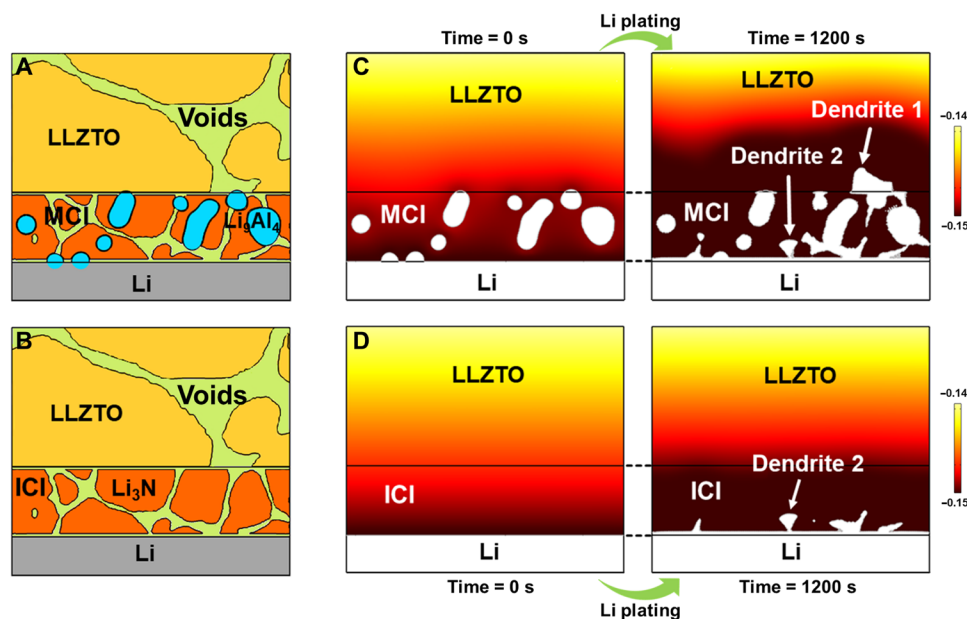 Li plating
Time = 0 s
Time = 1200 s
A
Voids
LLZTO
MCI
Li₉Al₄
Li
C
LLZTO
MCI
Li
LLZTO
Dendrite 1
Dendrite 2
MCI
Li
−0.14
−0.15
B
Voids
LLZTO
ICI
Li₃N
Li
D
LLZTO
ICI
Li
LLZTO
Dendrite 2
ICI
Li
−0.14
−0.15
Time = 0 s
Time = 1200 s
Li plating